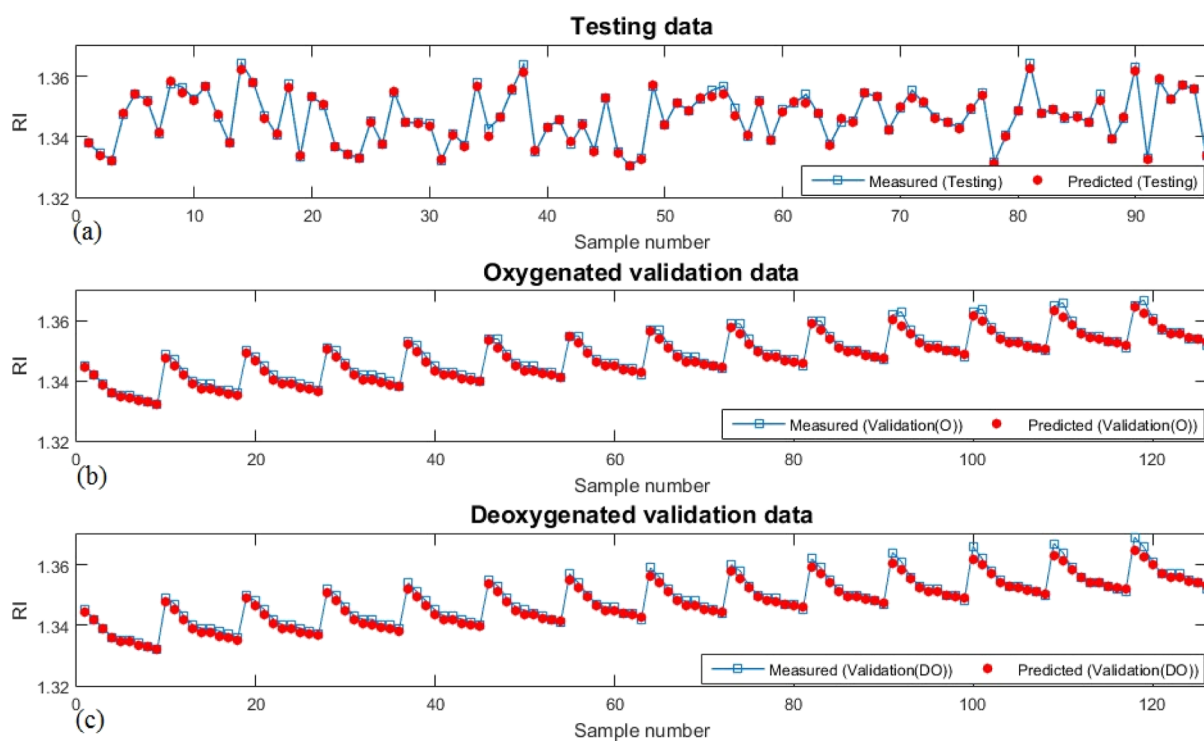 Testing data
1.36
1.34
1.32
RI
Measured (Testing) Predicted (Testing)
0 10 20 30 40 50 60 70 80 90
(a)
Sample number
Oxygenated validation data
1.36
1.34
1.32
RI
Measured (Validation(O)) Predicted (Validation(O))
0 20 40 60 80 100 120
(b)
Sample number
Deoxygenated validation data
1.36
1.34
1.32
RI
Measured (Validation(DO)) Predicted (Validation(DO))
0 20 40 60 80 100 120
(c)
Sample number